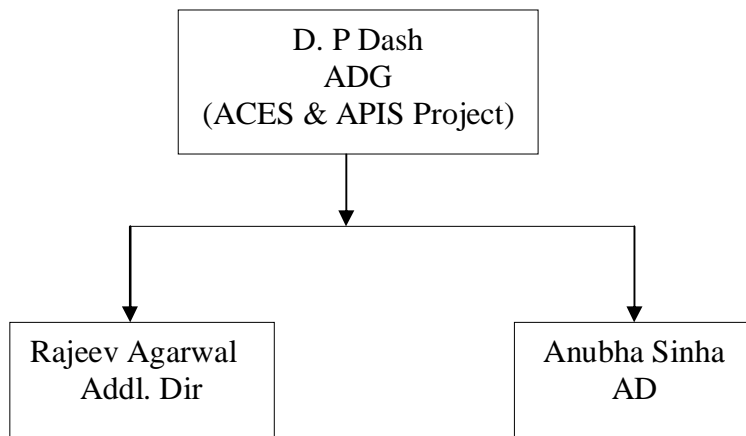 D. P Dash
ADG
(ACES & APIS Project)
Rajeev Agarwal
Addl. Dir
Anubha Sinha
AD